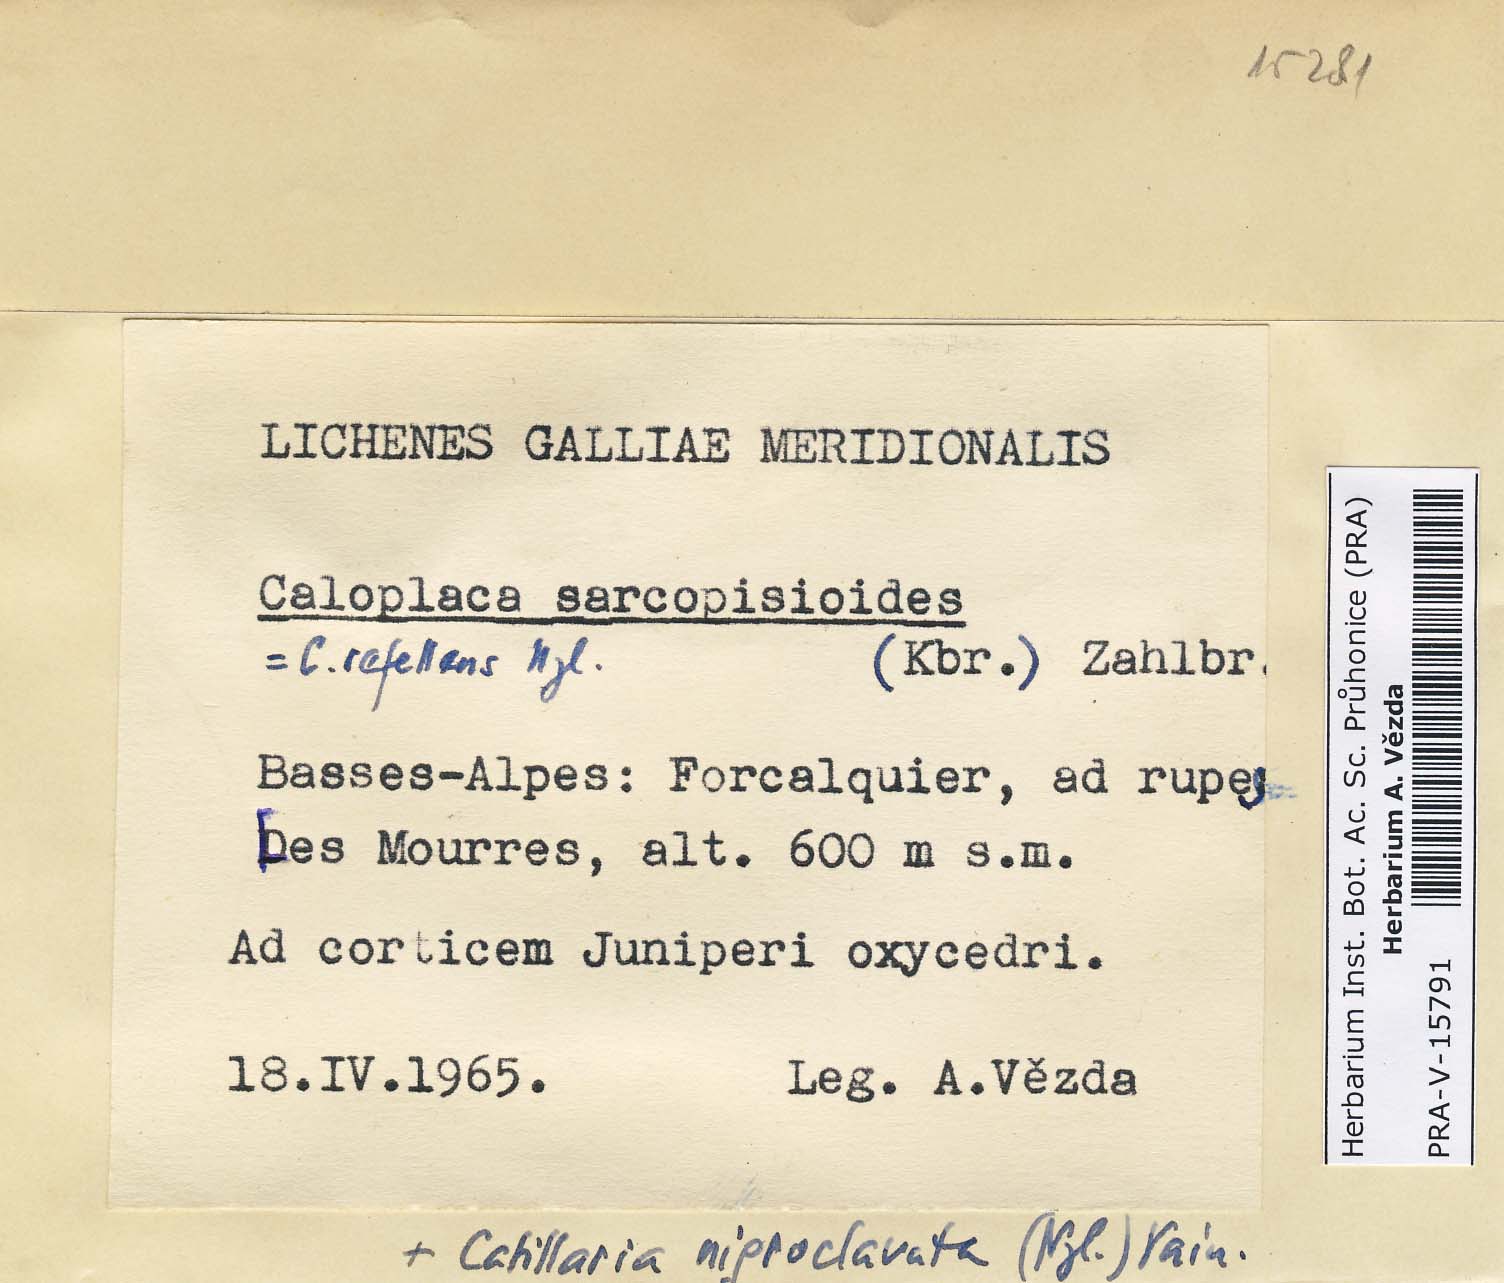 15281
LICHENES GALLIAE MERIDIONALIS
Caloplaca sarcopisioides
(Kbr.) Zahlbr.
= C. refellens Nyl.
Basses-Alpes: Forcalquier, ad rupes
Des Mourres, alt. 600 m s.m.
Ad corticem Juniperi oxycedri.
18.IV.1965. Leg. A.Vězda
+ Catillaria nigroclavata (Nyl.) Vain.
Herbarium Inst. Bot. Ac. Sc. Průhonice (PRA)
Herbarium A. Vězda
PRA-V-15791